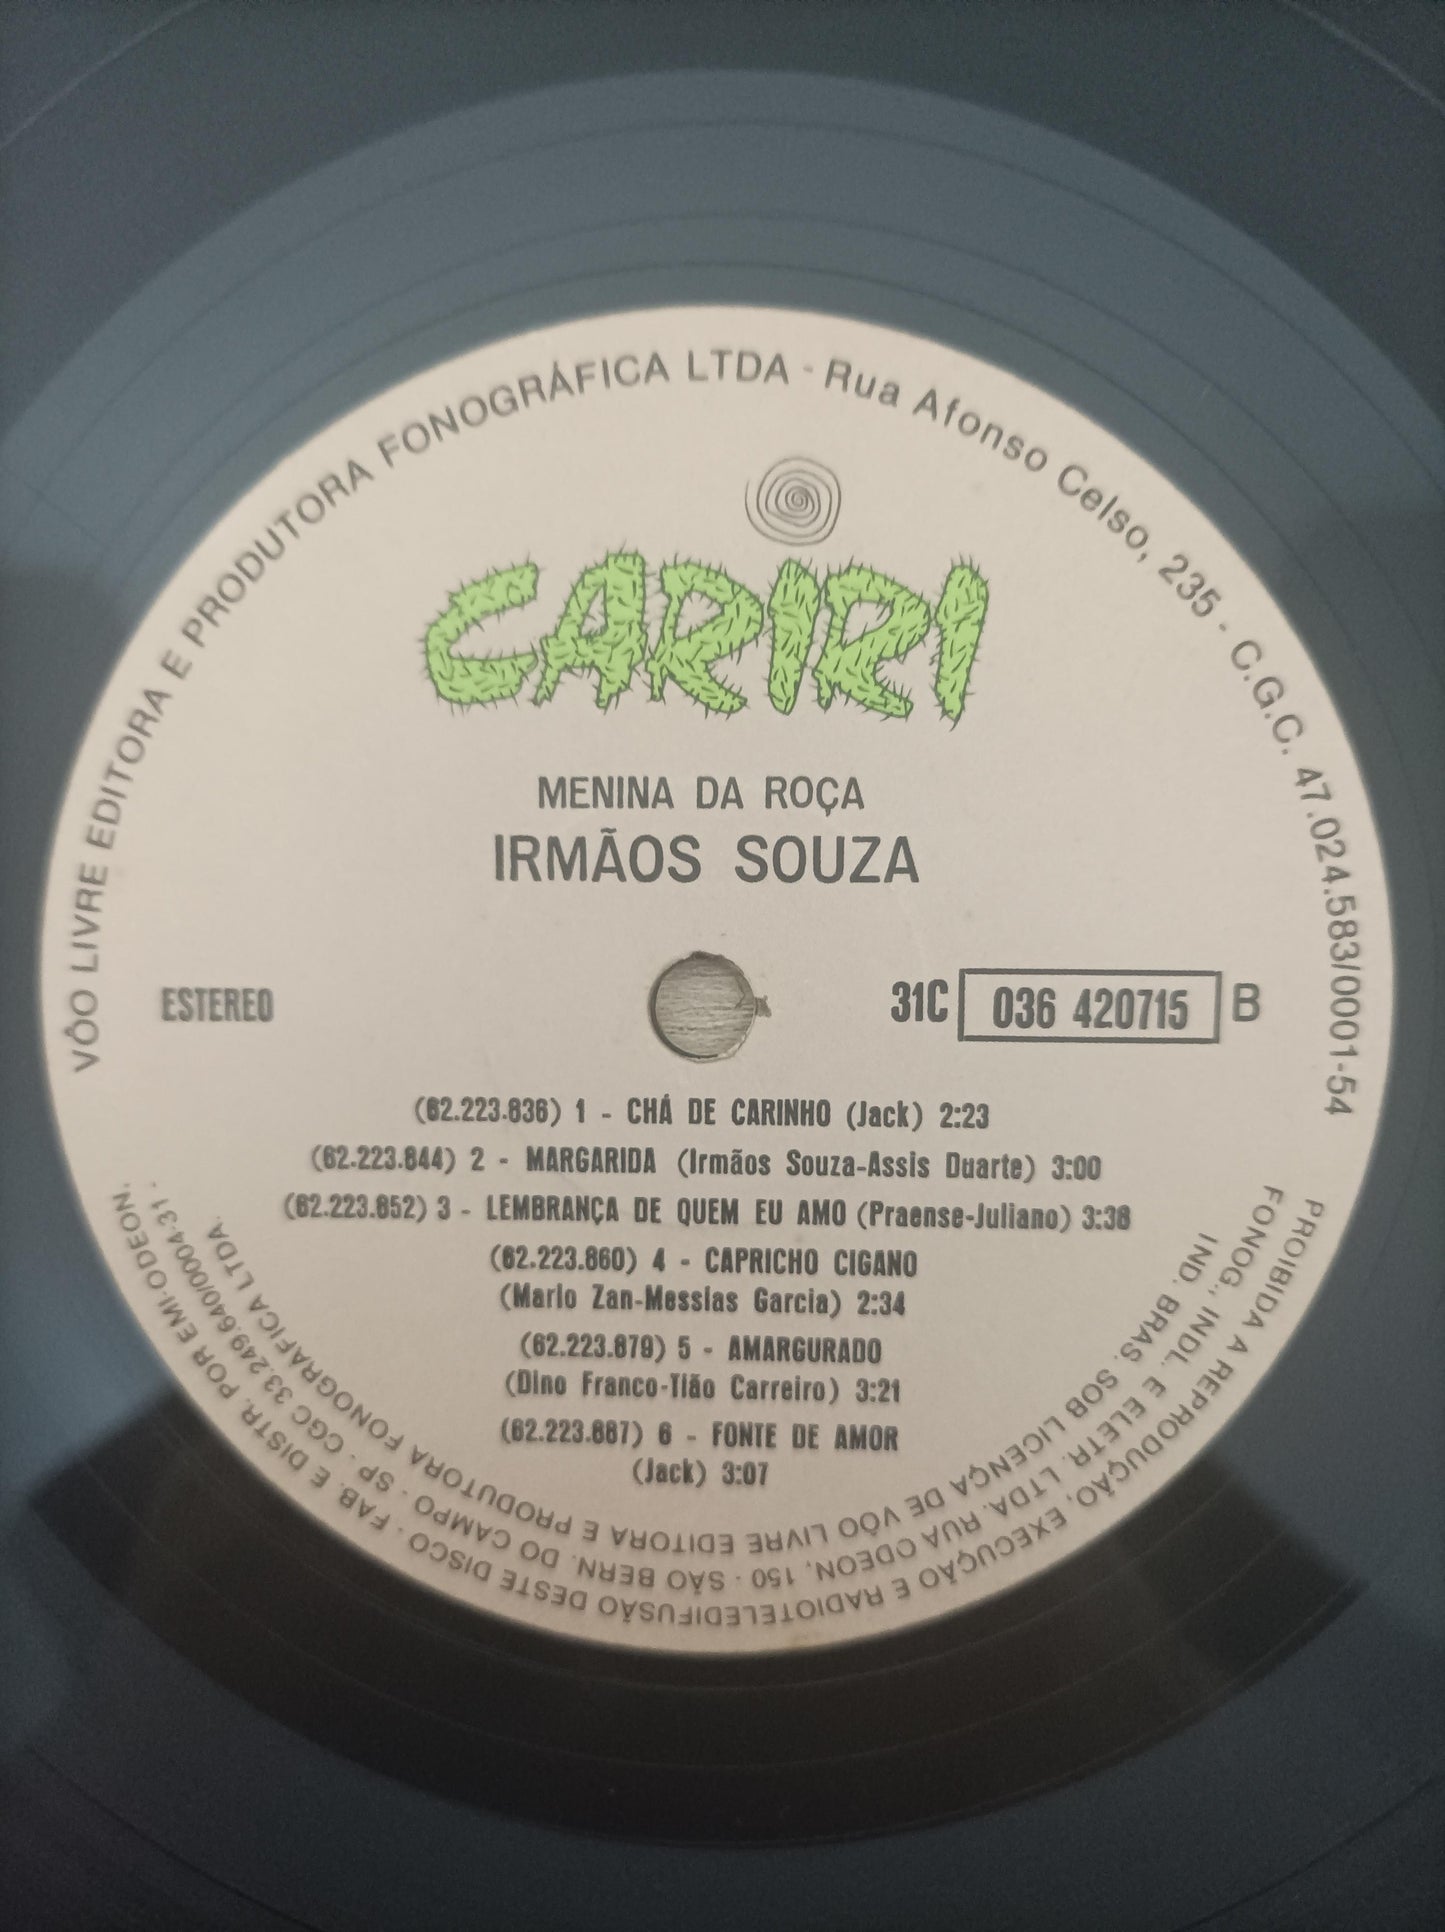 VÔO LIVRE EDITORA E PRODUTORA FONOGRÁFICA LTDA - Rua Afonso Celso, 235 - C.G.C. 47.024.583/0001-54
CARIRI
MENINA DA ROÇA
IRMÃOS SOUZA
ESTEREO
31C 036 420715 B
(62.223.836) 1 - CHÁ DE CARINHO (Jack) 2:23
(62.223.844) 2 - MARGARIDA (Irmãos Souza-Assis Duarte) 3:00
(62.223.852) 3 - LEMBRANÇA DE QUEM EU AMO (Praense-Juliano) 3:36
(62.223.860) 4 - CAPRICHO CIGANO
(Mario Zan-Messias Garcia) 2:34
(62.223.879) 5 - AMARGURADO
(Dino Franco-Tião Carreiro) 3:21
(62.223.887) 6 - FONTE DE AMOR
(Jack) 3:07
PROIBIDA A REPRODUÇÃO, EXECUÇÃO E RADIOTELEDIFUSÃO DESTE DISCO · FAB. E DISTR. POR EMI-ODEON.
FONOG., INDL. E ELETR. LTDA. RUA ODEON, 150 · SÃO BERN. DO CAMPO · SP · CGC 33.249.640/0004-31 -
IND. BRAS. SOB LICENÇA DE VÔO LIVRE EDITORA E PRODUTORA FONOGRÁFICA LTDA.